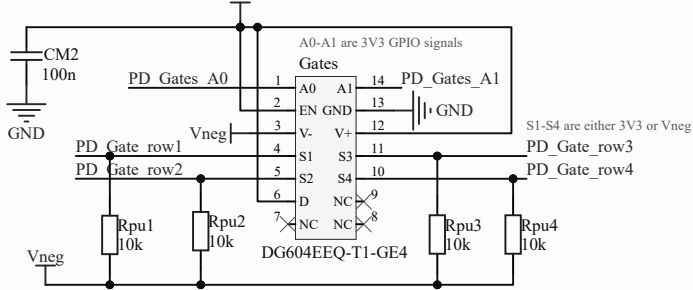 A0-A1 are 3V3 GPIO signals
CM2
100n
GND
Gates
PD_Gates_A0
1
A0
A1
14
PD_Gates_A1
2
EN
GND
13
GND
Vneg
3
V-
V+
12
S1-S4 are either 3V3 or Vneg
PD_Gate_row1
4
S1
S3
11
PD_Gate_row3
PD_Gate_row2
5
S2
S4
10
PD_Gate_row4
6
D
NC
9
7
NC
NC
8
Rpu1
10k
Rpu2
10k
Rpu3
10k
Rpu4
10k
DG604EEQ-T1-GE4
Vneg